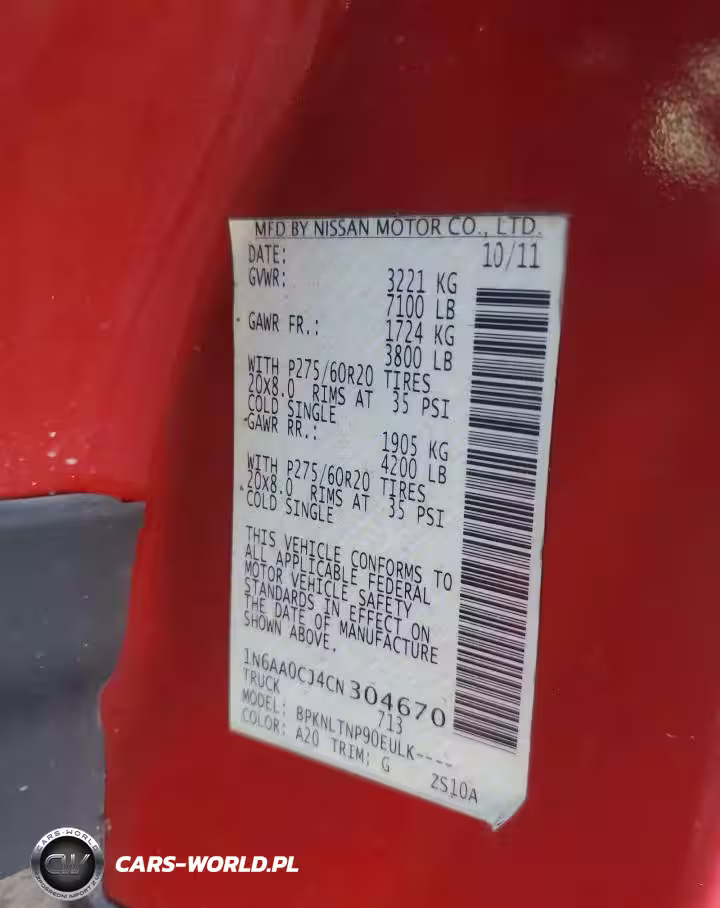 MFD BY NISSAN MOTOR CO., LTD.
DATE: 10/11
GVWR: 3221 KG
7100 LB
GAWR FR.: 1724 KG
3800 LB
WITH P275/60R20 TIRES
20X8.0 RIMS AT 35 PSI
COLD SINGLE
GAWR RR.: 1905 KG
4200 LB
WITH P275/60R20 TIRES
20X8.0 RIMS AT 35 PSI
COLD SINGLE
THIS VEHICLE CONFORMS TO
ALL APPLICABLE FEDERAL
MOTOR VEHICLE SAFETY
STANDARDS IN EFFECT ON
THE DATE OF MANUFACTURE
SHOWN ABOVE.
1N6AA0CJ4CN304670
TRUCK 713
MODEL: BPKNLTNP90EULK----
COLOR: A20 TRIM: G ZS10A
CARS-WORLD
CW
CARS-WORLD.PL